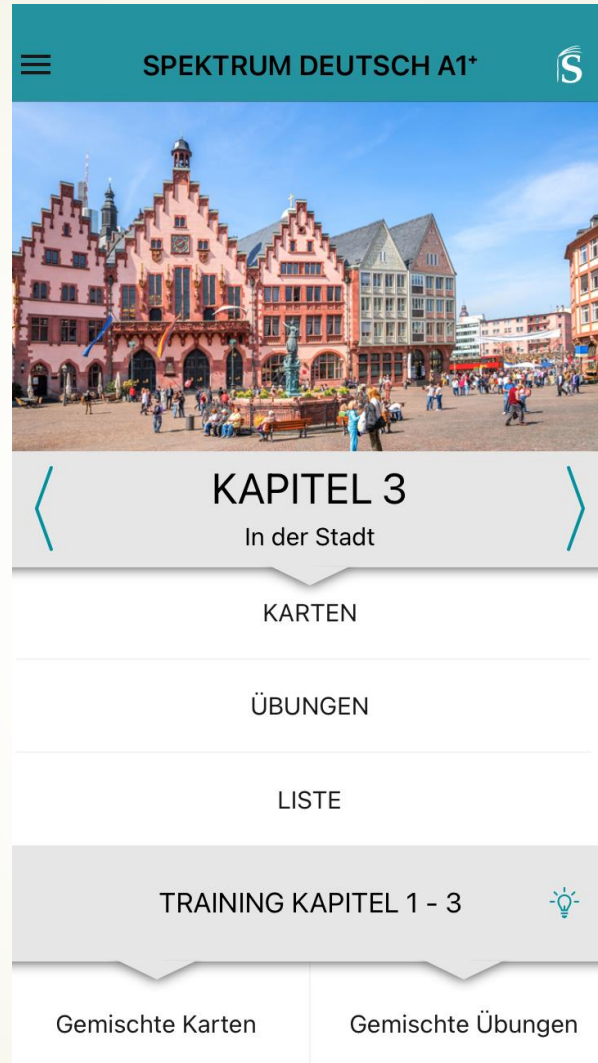 SPEKTRUM DEUTSCH A1⁺
S
KAPITEL 3
In der Stadt
KARTEN
ÜBUNGEN
LISTE
TRAINING KAPITEL 1 - 3
Gemischte Karten
Gemischte Übungen